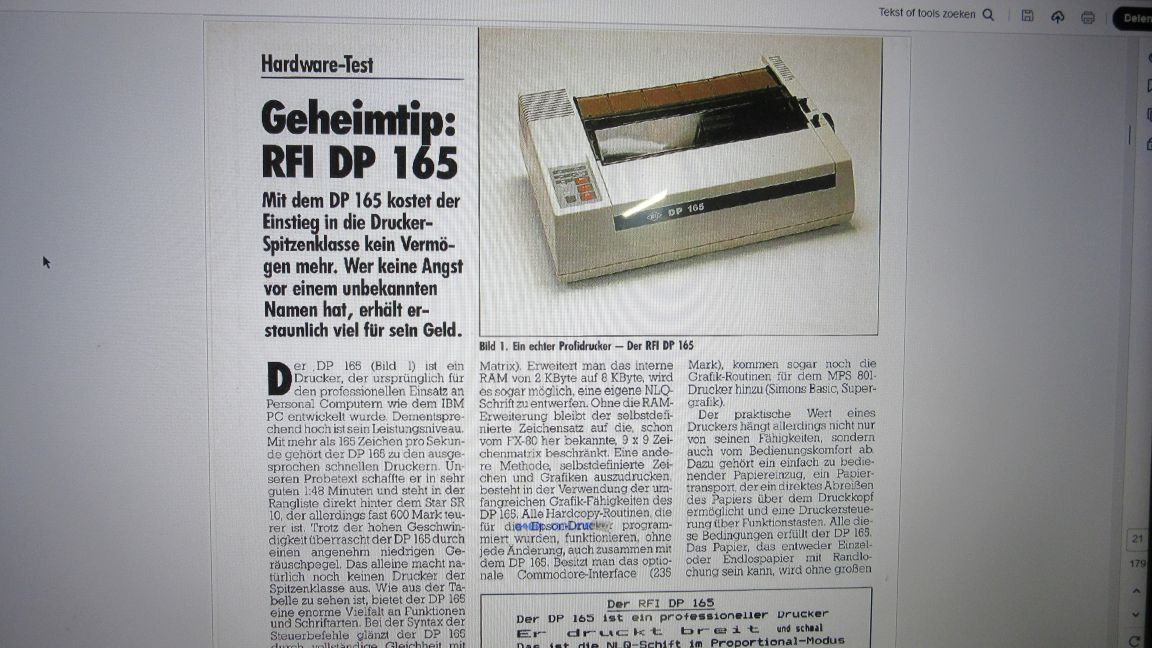 Tekst of tools zoeken
Delen
Hardware-Test
Geheimtip:
RFI DP 165
Mit dem DP 165 kostet der
Einstieg in die Drucker-
Spitzenklasse kein Vermö-
gen mehr. Wer keine Angst
vor einem unbekannten
Namen hat, erhält er-
staunlich viel für sein Geld.
DP 165
Bild 1. Ein echter Profidrucker — Der RFI DP 165
Der DP 165 (Bild 1) ist ein
Drucker, der ursprünglich für
den professionellen Einsatz an
Personal Computern wie dem IBM
PC entwickelt wurde. Dementspre-
chend hoch ist sein Leistungsniveau.
Mit mehr als 165 Zeichen pro Sekun-
de gehört der DP 165 zu den ausge-
sprochen schnellen Druckern. Un-
seren Probetext schaffte er in sehr
guten 1:48 Minuten und steht in der
Rangliste direkt hinter dem Star SR
10, der allerdings fast 600 Mark teu-
rer ist. Trotz der hohen Geschwin-
digkeit überrascht der DP 165 durch
einen angenehm niedrigen Ge-
räuschpegel. Das alleine macht na-
türlich noch keinen Drucker der
Spitzenklasse aus. Wie aus der Ta-
belle zu sehen ist, bietet der DP 165
eine enorme Vielfalt an Funktionen
und Schriftarten. Bei der Syntax der
Steuerbefehle glänzt der DP 165
durch vollständige Gleichheit mit
Matrix). Erweitert man das interne
RAM von 2 KByte auf 8 KByte, wird
es sogar möglich, eine eigene NLQ-
Schrift zu entwerfen. Ohne die RAM-
Erweiterung bleibt der selbstdefi-
nierte Zeichensatz auf die, schon
vom FX-80 her bekannte, 9 x 9 Zei-
chenmatrix beschränkt. Eine ande-
re Methode, selbstdefinierte Zei-
chen und Grafiken auszudrucken,
besteht in der Verwendung der um-
fangreichen Grafik-Fähigkeiten des
DP 165. Alle Hardcopy-Routinen, die
für die Epson-Drucker program-
miert wurden, funktionieren, ohne
jede Änderung, auch zusammen mit
dem DP 165. Besitzt man das optio-
nale Commodore-Interface (235
Mark), kommen sogar noch die
Grafik-Routinen für dem MPS 801-
Drucker hinzu (Simons Basic, Super-
grafik).
Der praktische Wert eines
Druckers hängt allerdings nicht nur
von seinen Fähigkeiten, sondern
auch vom Bedienungskomfort ab.
Dazu gehört ein einfach zu bedie-
nender Papiereinzug, ein Papier-
transport, der ein direktes Abreißen
des Papiers über dem Druckkopf
ermöglicht und eine Druckersteue-
rung über Funktionstasten. Alle die-
se Bedingungen erfüllt der DP 165.
Das Papier, das entweder Einzel-
oder Endlospapier mit Randlo-
chung sein kann, wird ohne großen
Der RFI DP 165
Der DP 165 ist ein professioneller Drucker
Er druckt breit und schmal
Das ist die NLQ-Schift im Proportional-Modus
21
179